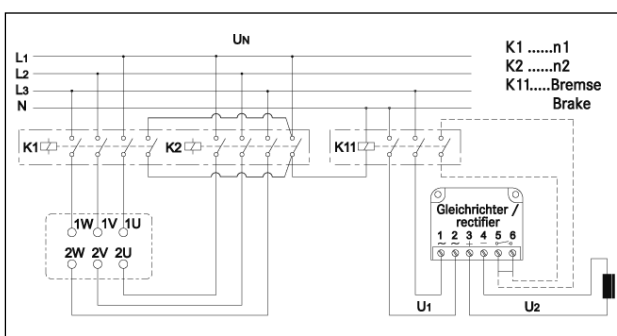 UN
L1
L2
L3
N
K1 ......n1
K2 ......n2
K11.....Bremse
Brake
K1
K2
K11
1W 1V 1U
2W 2V 2U
Gleichrichter /
rectifier
1 2 3 4 5 6
~ ~ + −
U1
U2